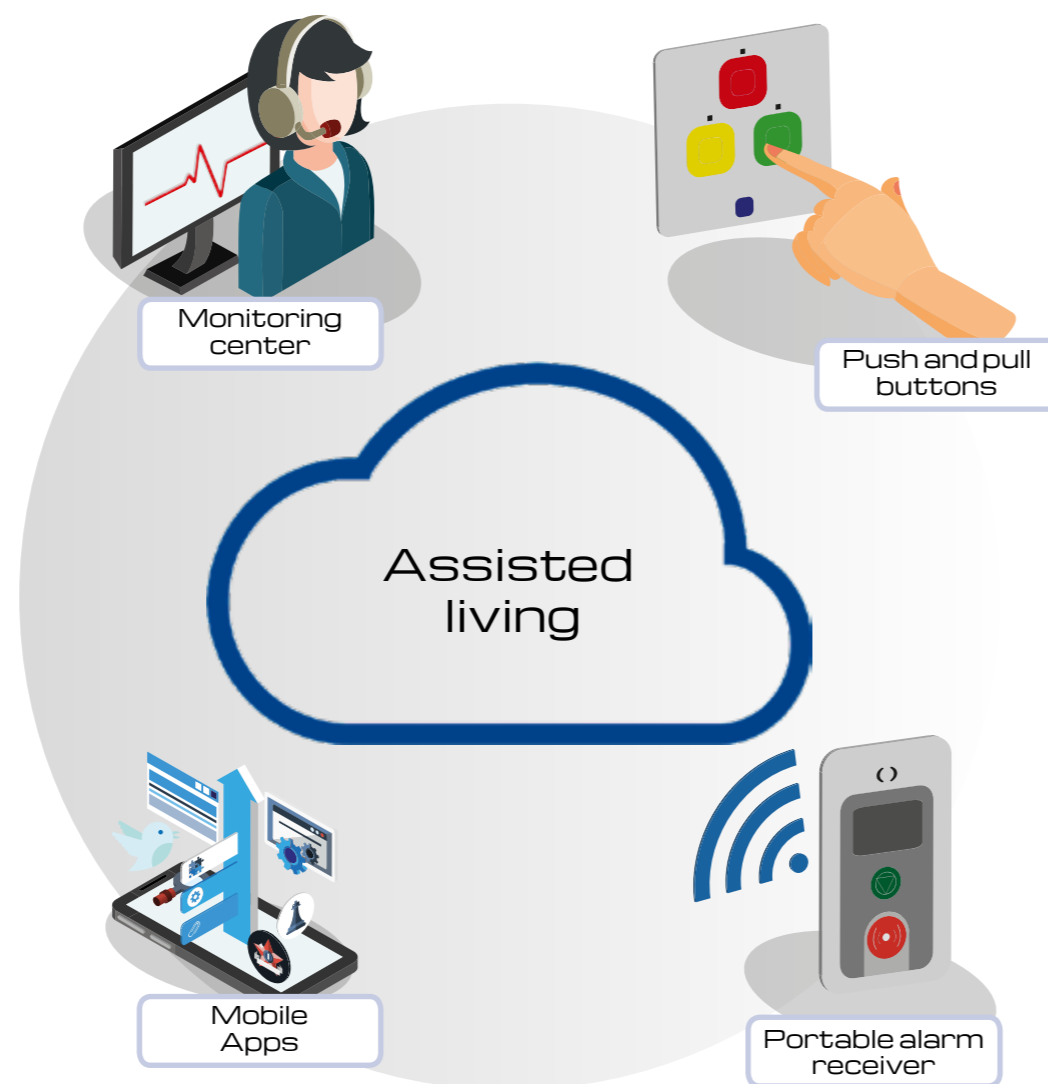 Monitoring
center
Push and pull
buttons
Assisted
living
Mobile
Apps
Portable alarm
receiver